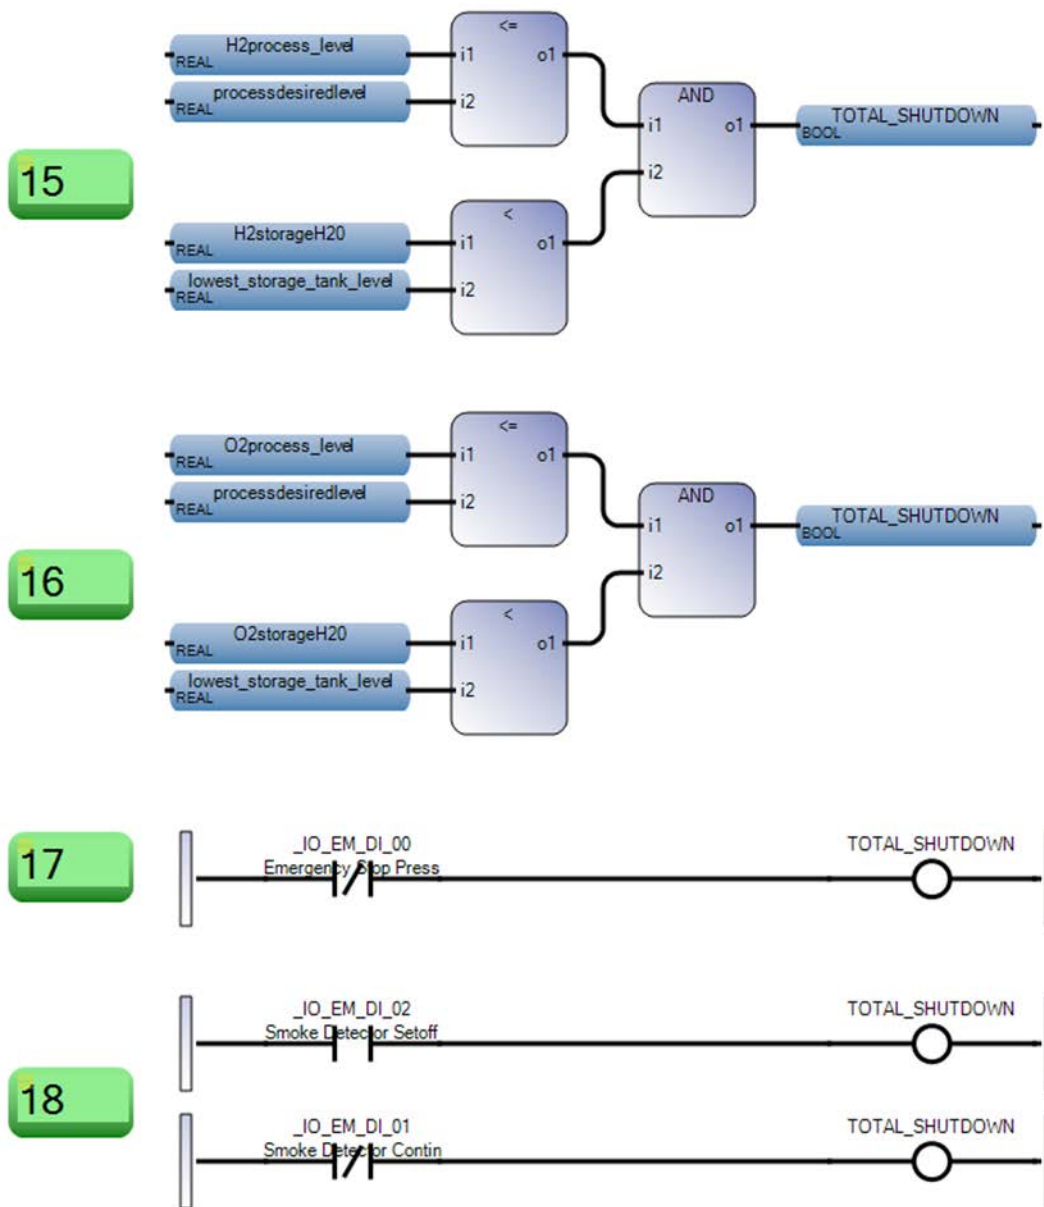 15
H2process_level
REAL
processdesiredlevel
REAL
<=
i1 o1
i2
H2storageH20
REAL
lowest_storage_tank_level
REAL
<
i1 o1
i2
AND
i1 o1
i2
TOTAL_SHUTDOWN
BOOL
16
O2process_level
REAL
processdesiredlevel
REAL
<=
i1 o1
i2
O2storageH20
REAL
lowest_storage_tank_level
REAL
<
i1 o1
i2
AND
i1 o1
i2
TOTAL_SHUTDOWN
BOOL
17
_IO_EM_DI_00
Emergency Stop Press
TOTAL_SHUTDOWN
18
_IO_EM_DI_02
Smoke Detector Setoff
TOTAL_SHUTDOWN
_IO_EM_DI_01
Smoke Detector Contin
TOTAL_SHUTDOWN